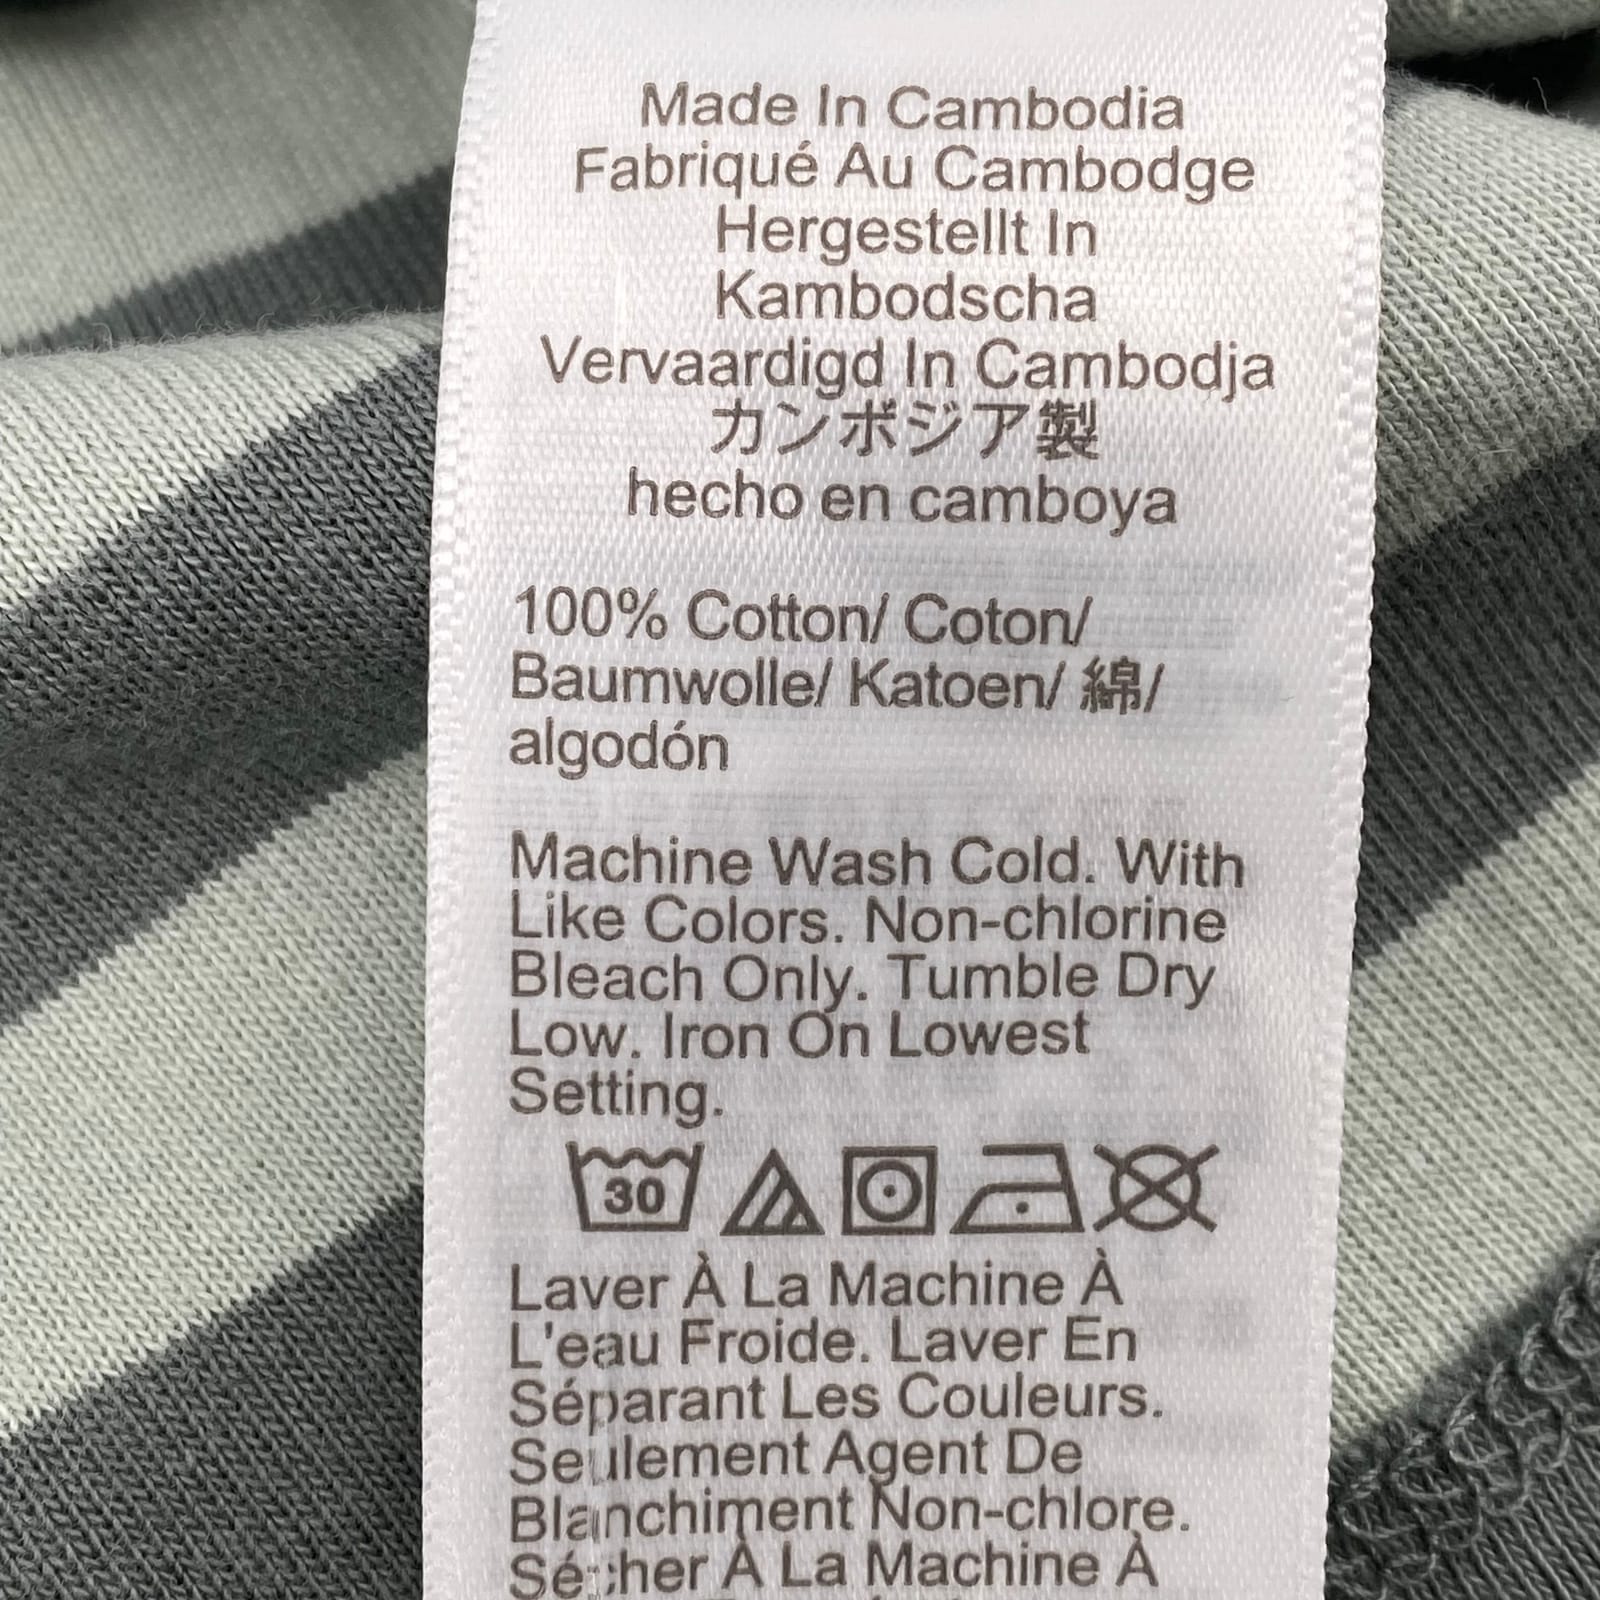 Made In Cambodia
Fabriqué Au Cambodge
Hergestellt In
Kambodscha
Vervaardigd In Cambodja
カンボジア製
hecho en camboya
100% Cotton/ Coton/
Baumwolle/ Katoen/ 綿/
algodón
Machine Wash Cold. With
Like Colors. Non-chlorine
Bleach Only. Tumble Dry
Low. Iron On Lowest
Setting.
30
Laver À La Machine À
L'eau Froide. Laver En
Séparant Les Couleurs.
Seulement Agent De
Blanchiment Non-chlore.
Sécher À La Machine À